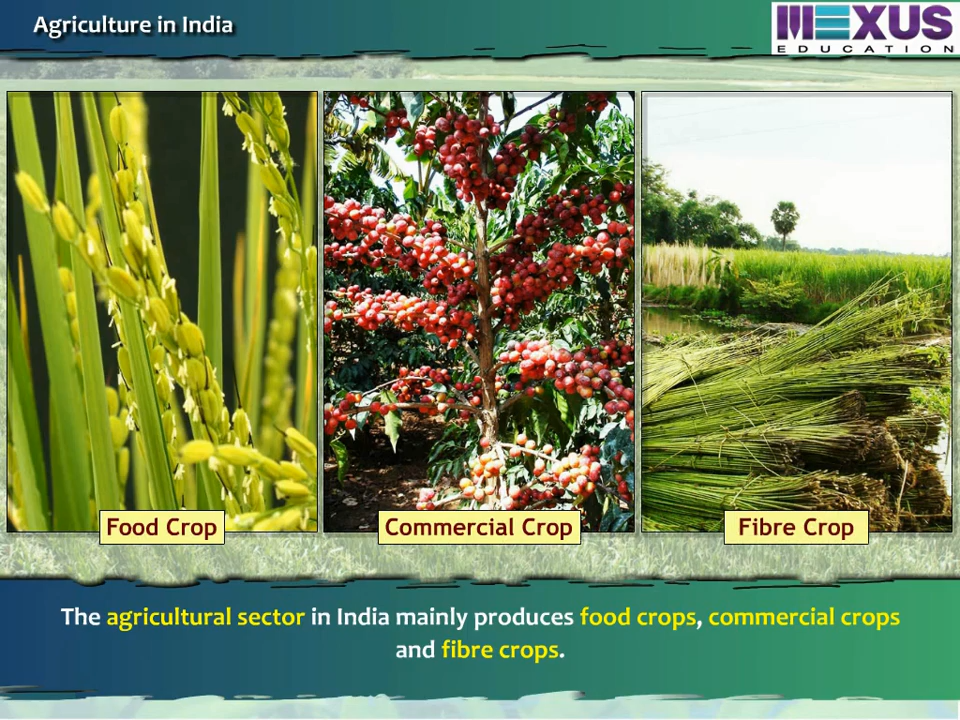 Agriculture in India
MEXUS
EDUCATION
Food Crop
Commercial Crop
Fibre Crop
The agricultural sector in India mainly produces food crops, commercial crops
and fibre crops.